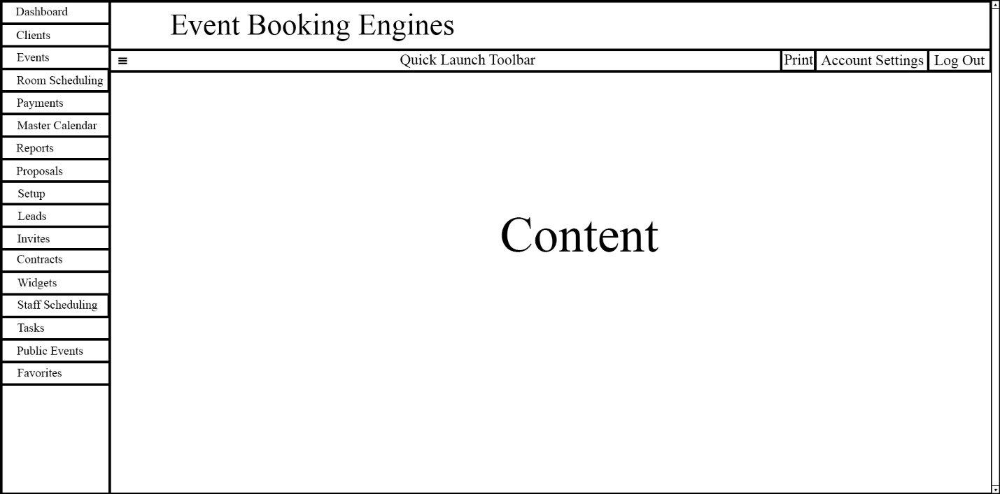 Dashboard
Clients
Events
Room Scheduling
Payments
Master Calendar
Reports
Proposals
Setup
Leads
Invites
Contracts
Widgets
Staff Scheduling
Tasks
Public Events
Favorites
Event Booking Engines
Quick Launch Toolbar
Print
Account Settings
Log Out
Content